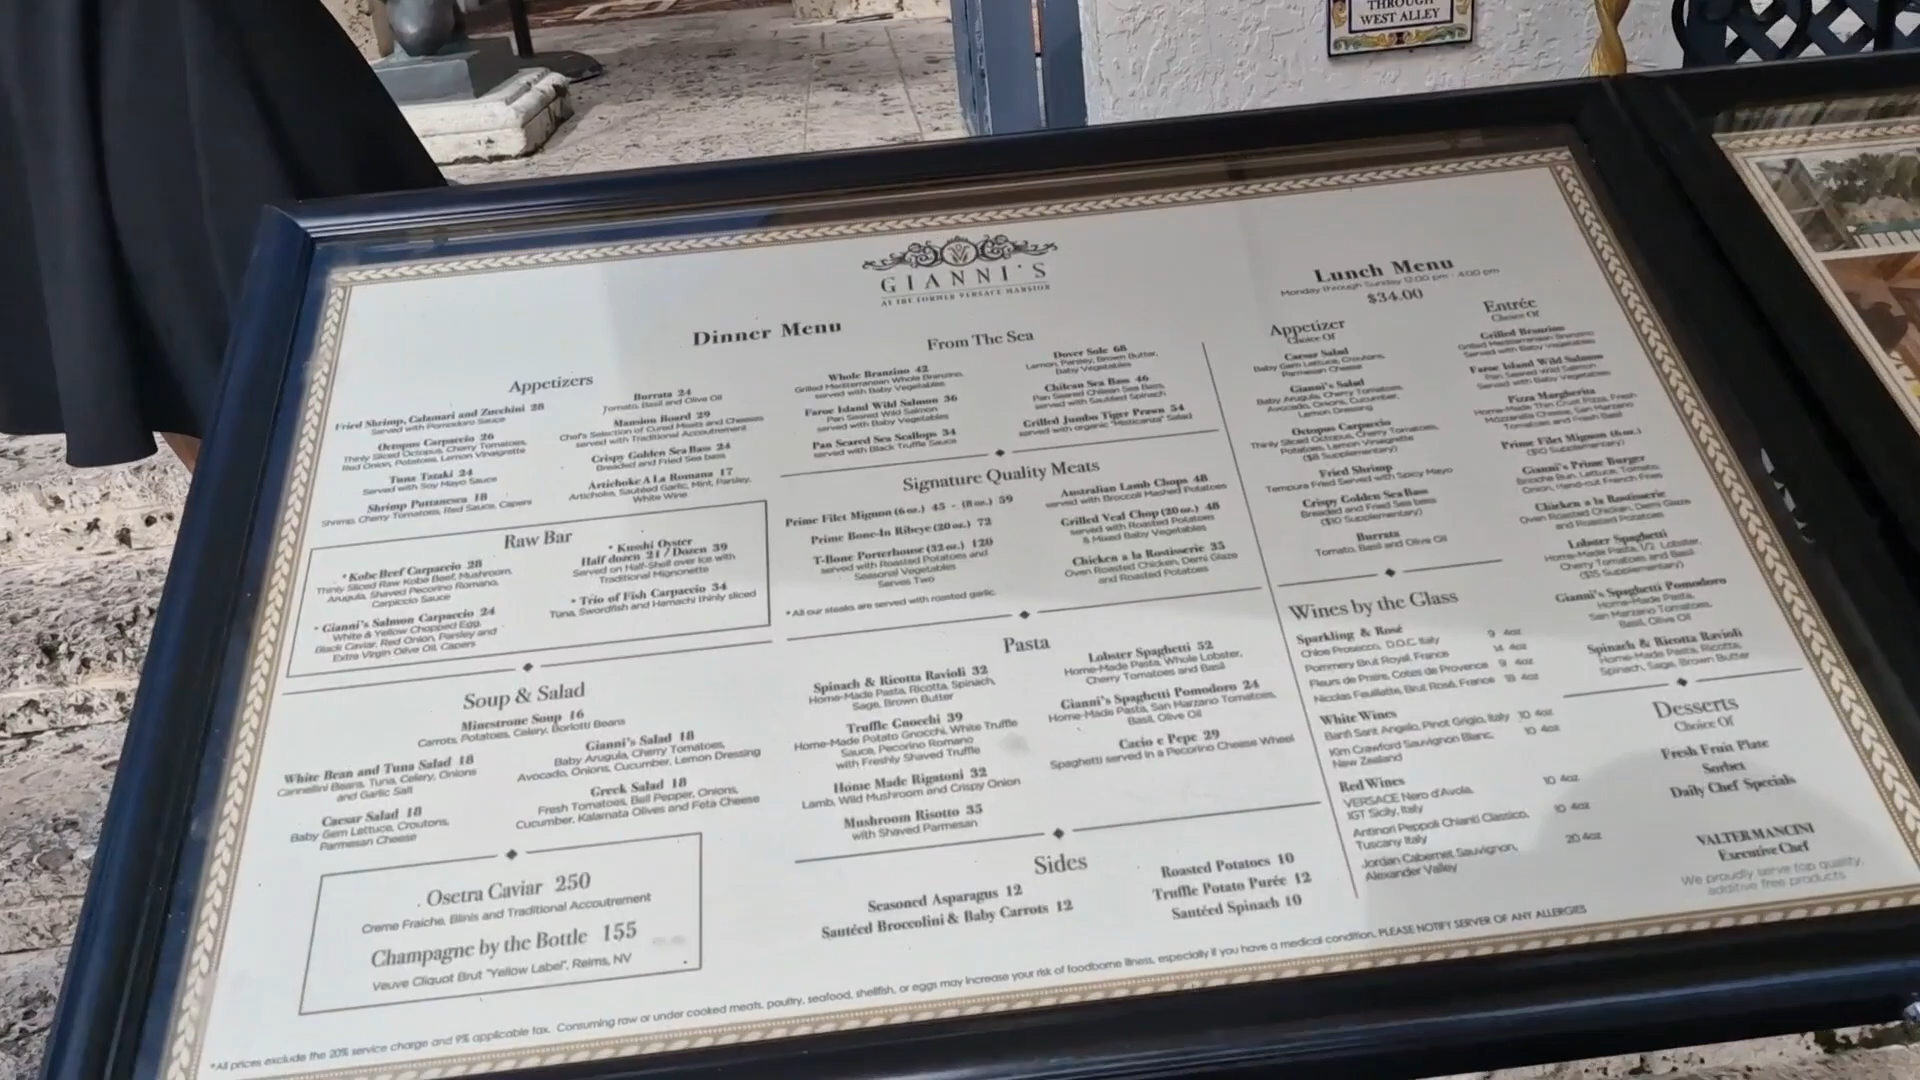 THROUGH
WEST ALLEY
GIANNI'S
AT THE FORMER VERSACE MANSION
Dinner Menu
Appetizers
Fried Shrimp, Calamari and Zucchini 28
Served with Pomodoro Sauce
Octopus Carpaccio 26
Thinly Sliced Octopus, Cherry Tomatoes,
Red Onion, Potatoes, Lemon Vinaigrette
Tuna Tataki 24
Served with Soy Mayo Sauce
Shrimp Puttanesca 18
Shrimp, Cherry Tomatoes, Red Sauce, Capers
Burrata 24
Tomato, Basil and Olive Oil
Mansion Board 29
Chef's Selection of Cured Meats and Cheeses
served with Traditional Accoutrement
Crispy Golden Sea Bass 24
Breaded and Fried Sea bass
Artichoke A La Romana 17
Artichoke, Sautéed Garlic, Mint, Parsley,
White Wine
Raw Bar
* Kobe Beef Carpaccio 28
Thinly Sliced Raw Kobe Beef, Mushroom,
Arugula, Shaved Pecorino Romano,
Carpiccio Sauce
* Gianni's Salmon Carpaccio 24
White & Yellow Chopped Egg,
Black Caviar, Red Onion, Parsley and
Extra Virgin Olive Oil, Capers
* Kusshi Oyster
Half dozen 21 / Dozen 39
Served on Half-Shell over Ice with
Traditional Mignonette
* Trio of Fish Carpaccio 34
Tuna, Swordfish and Hamachi thinly sliced
Soup & Salad
Minestrone Soup 16
Carrots, Potatoes, Celery, Borlotti Beans
White Bean and Tuna Salad 18
Cannellini Beans, Tuna, Celery, Onions
and Garlic Salt
Caesar Salad 18
Baby Gem Lettuce, Croutons,
Parmesan Cheese
Gianni's Salad 18
Baby Arugula, Cherry Tomatoes,
Avocado, Onions, Cucumber, Lemon Dressing
Greek Salad 18
Fresh Tomatoes, Bell Pepper, Onions,
Cucumber, Kalamata Olives and Feta Cheese
Osetra Caviar 250
Creme Fraiche, Blinis and Traditional Accoutrement
Champagne by the Bottle 155
Veuve Cliquot Brut "Yellow Label", Reims, NV
From The Sea
Whole Branzino 42
Grilled Mediterranean Whole Branzino,
served with Baby Vegetables
Faroe Island Wild Salmon 36
Pan Seared Wild Salmon
served with Baby Vegetables
Pan Seared Sea Scallops 34
served with Black Truffle Sauce
Dover Sole 68
Lemon, Parsley, Brown Butter,
Baby Vegetables
Chilean Sea Bass 46
Pan Seared Chilean Sea Bass,
served with Sautéed Spinach
Grilled Jumbo Tiger Prawn 54
served with organic "Misticanza" Salad
Signature Quality Meats
Prime Filet Mignon (6 oz.) 45 - (8 oz.) 59
Prime Bone-In Ribeye (20 oz.) 72
T-Bone Porterhouse (32 oz.) 120
served with Roasted Potatoes and
Seasonal Vegetables
Serves Two
Australian Lamb Chops 48
served with Broccoli Mashed Potatoes
Grilled Veal Chop (20 oz.) 48
served with Roasted Potatoes
& Mixed Baby Vegetables
Chicken a la Rostisserie 35
Oven Roasted Chicken, Demi Glaze
and Roasted Potatoes
* All our steaks are served with roasted garlic
Pasta
Spinach & Ricotta Ravioli 32
Home-Made Pasta, Ricotta, Spinach,
Sage, Brown Butter
Truffle Gnocchi 39
Home-Made Potato Gnocchi, White Truffle
Sauce, Pecorino Romano
with Freshly Shaved Truffle
Home Made Rigatoni 32
Lamb, Wild Mushroom and Crispy Onion
Mushroom Risotto 35
with Shaved Parmesan
Lobster Spaghetti 52
Home-Made Pasta, Whole Lobster,
Cherry Tomatoes and Basil
Gianni's Spaghetti Pomodoro 24
Home-Made Pasta, San Marzano Tomatoes,
Basil, Olive Oil
Cacio e Pepe 29
Spaghetti served in a Pecorino Cheese Wheel
Sides
Seasoned Asparagus 12
Sautéed Broccolini & Baby Carrots 12
Roasted Potatoes 10
Truffle Potato Purée 12
Santéed Spinach 10
Lunch Menu
Monday through Sunday 12:00 pm - 4:00 pm
$34.00
Appetizer
Choice Of
Caesar Salad
Baby Gem Lettuce, Croutons,
Parmesan Cheese
Gianni's Salad
Baby Arugula, Cherry Tomatoes,
Avocado, Onions, Cucumber,
Lemon Dressing
Octopus Carpaccio
Thinly Sliced Octopus, Cherry Tomatoes,
Potatoes, Lemon Vinaigrette
($8 Supplementary)
Fried Shrimp
Tempura Fried Served with Spicy Mayo
Crispy Golden Sea Bass
Breaded and Fried Sea bass
($10 Supplementary)
Burrata
Tomato, Basil and Olive Oil
Entrée
Choice Of
Grilled Branzino
Grilled Mediterranean Branzino
Served with Baby Vegetables
Faroe Island Wild Salmon
Pan Seared Wild Salmon
Served with Baby Vegetables
Pizza Margherita
Home-Made Thin Crust Pizza, Fresh
Mozzarella Cheese, San Marzano
Tomatoes and Fresh Basil
Prime Filet Mignon (6 oz.)
($10 Supplementary)
Gianni's Prime Burger
Brioche Bun, Lettuce, Tomato,
Onion, Hand-cut French Fries
Chicken a la Rostisserie
Oven Roasted Chicken, Demi Glaze
and Roasted Potatoes
Lobster Spaghetti
Home-Made Pasta, 1/2 Lobster,
Cherry Tomatoes and Basil
($15 Supplementary)
Gianni's Spaghetti Pomodoro
Home-Made Pasta,
San Marzano Tomatoes,
Basil, Olive Oil
Spinach & Ricotta Ravioli
Home-Made Pasta, Ricotta,
Spinach, Sage, Brown Butter
Wines by the Glass
Sparkling & Rosé
Chloe Prosecco, D.O.C. Italy 9 4oz
Pommery Brut Royal, France 14 4oz
Fleurs de Prairie, Cotes de Provence 9 4oz
Nicolas Feuillatte, Brut Rosé, France 18 4oz
White Wines
Banfi Sant Angelo, Pinot Grigio, Italy 10 4oz
Kim Crawford Sauvignon Blanc, 10 4oz
New Zealand
Red Wines
VERSACE Nero d'Avola, 10 4oz
IGT Sicily, Italy
Antinori Peppoli Chianti Classico, 10 4oz
Tuscany Italy
Jordan Cabernet Sauvignon, 20 4oz
Alexander Valley
Desserts
Choice Of
Fresh Fruit Plate
Sorbet
Daily Chef Specials
VALTER MANCINI
Executive Chef
We proudly serve top quality,
additive free products
*All prices exclude the 20% service charge and 9% applicable tax. Consuming raw or under cooked meats, poultry, seafood, shellfish, or eggs may increase your risk of foodborne illness, especially if you have a medical condition. PLEASE NOTIFY SERVER OF ANY ALLERGIES